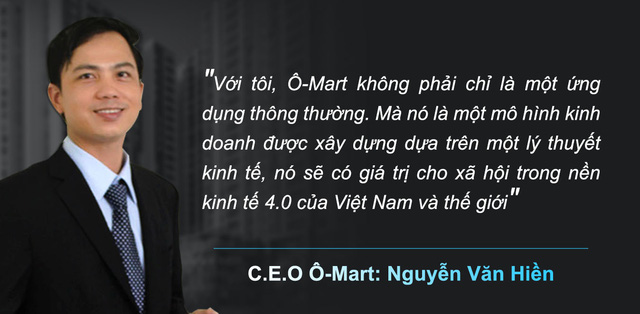 "Với tôi, Ô-Mart không phải chỉ là một ứng
dụng thông thường. Mà nó là một mô hình kinh
doanh được xây dựng dựa trên một lý thuyết
kinh tế, nó sẽ có giá trị cho xã hội trong nền
kinh tế 4.0 của Việt Nam và thế giới"
C.E.O Ô-Mart: Nguyễn Văn Hiền